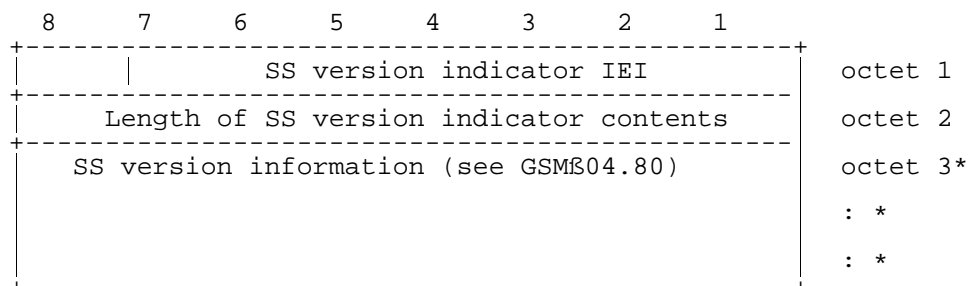 8 7 6 5 4 3 2 1
SS version indicator IEI octet 1
Length of SS version indicator contents octet 2
SS version information (see GSMß04.80) octet 3*
: *
: *